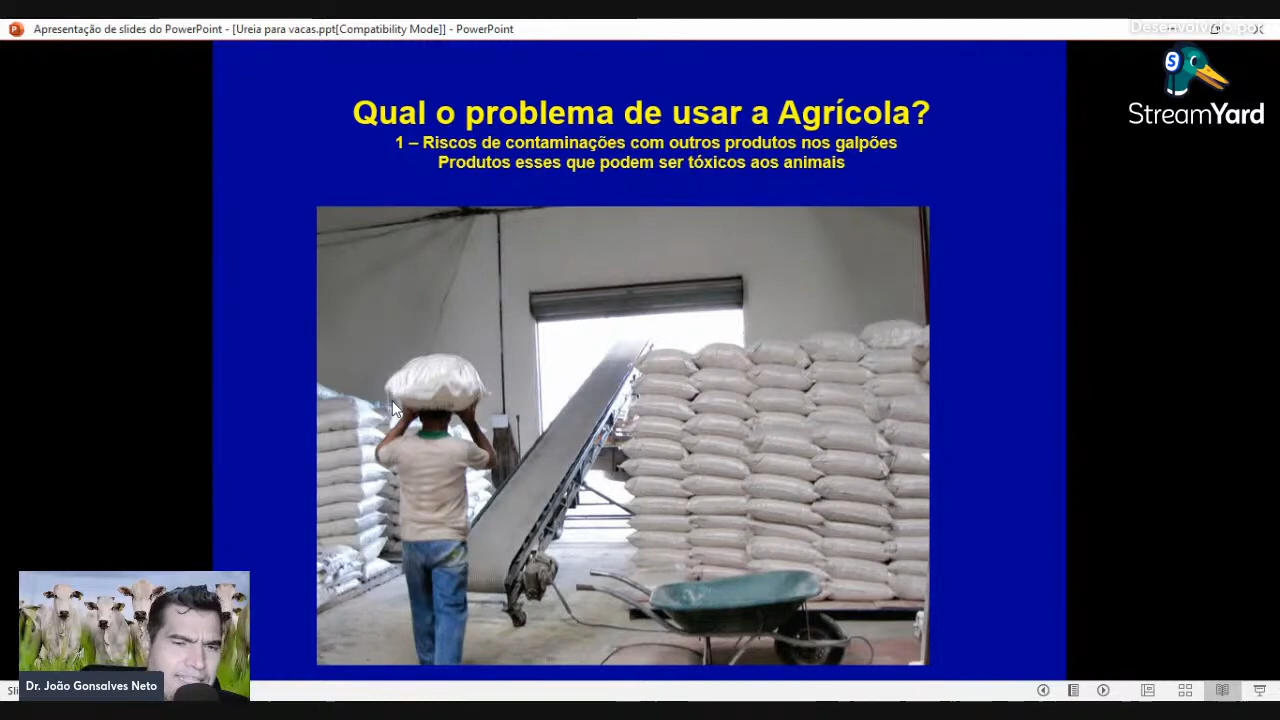 Apresentação de slides do PowerPoint - [Ureia para vacas.ppt[Compatibility Mode]] - PowerPoint
Desenvolvido por
StreamYard
Qual o problema de usar a Agrícola?
1 – Riscos de contaminações com outros produtos nos galpões
Produtos esses que podem ser tóxicos aos animais
Dr. João Gonsalves Neto